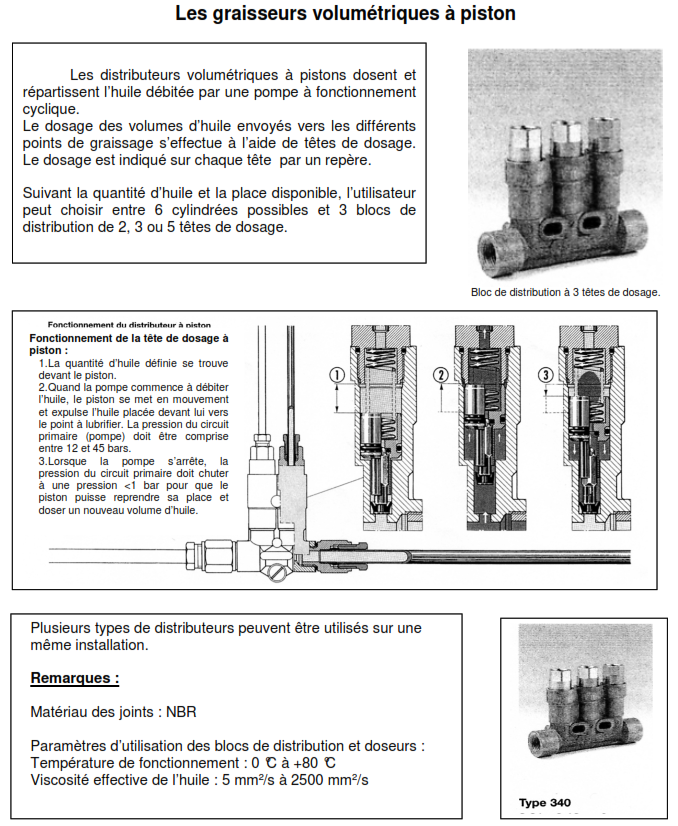 Les graisseurs volumétriques à piston
Les distributeurs volumétriques à pistons dosent et
répartissent l'huile débitée par une pompe à fonctionnement
cyclique.
Le dosage des volumes d'huile envoyés vers les différents
points de graissage s'effectue à l'aide de têtes de dosage.
Le dosage est indiqué sur chaque tête par un repère.
Suivant la quantité d'huile et la place disponible, l'utilisateur
peut choisir entre 6 cylindrées possibles et 3 blocs de
distribution de 2, 3 ou 5 têtes de dosage.
Bloc de distribution à 3 têtes de dosage.
Fonctionnement du distributeur à piston
Fonctionnement de la tête de dosage à
piston :
1.La quantité d'huile définie se trouve
devant le piston.
2.Quand la pompe commence à débiter
l'huile, le piston se met en mouvement
et expulse l'huile placée devant lui vers
le point à lubrifier. La pression du circuit
primaire (pompe) doit être comprise
entre 12 et 45 bars.
3.Lorsque la pompe s'arrête, la
pression du circuit primaire doit chuter
à une pression <1 bar pour que le
piston puisse reprendre sa place et
doser un nouveau volume d'huile.
1
2
3
Plusieurs types de distributeurs peuvent être utilisés sur une
même installation.
Remarques :
Matériau des joints : NBR
Paramètres d'utilisation des blocs de distribution et doseurs :
Température de fonctionnement : 0 °C à +80 °C
Viscosité effective de l'huile : 5 mm²/s à 2500 mm²/s
Type 340